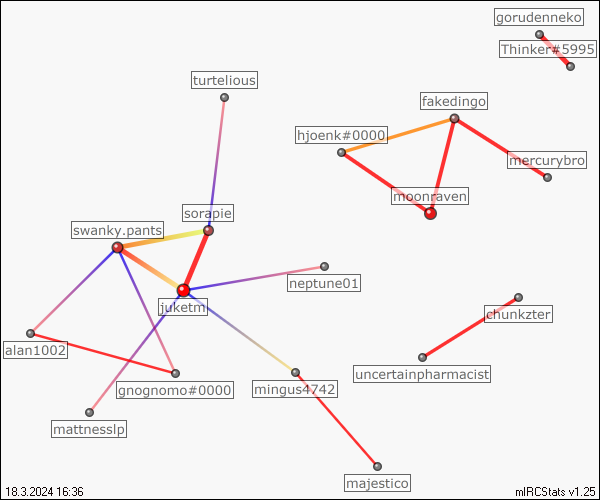 gorudenneko
Thinker#5995
turtelious
fakedingo
hjoenk#0000
mercurybro
moonraven
sorapie
swanky.pants
neptune01
juketm
chunkzter
alan1002
uncertainpharmacist
gnognomo#0000
mingus4742
mattnesslp
majestico
18.3.2024 16:36
mIRCStats v1.25